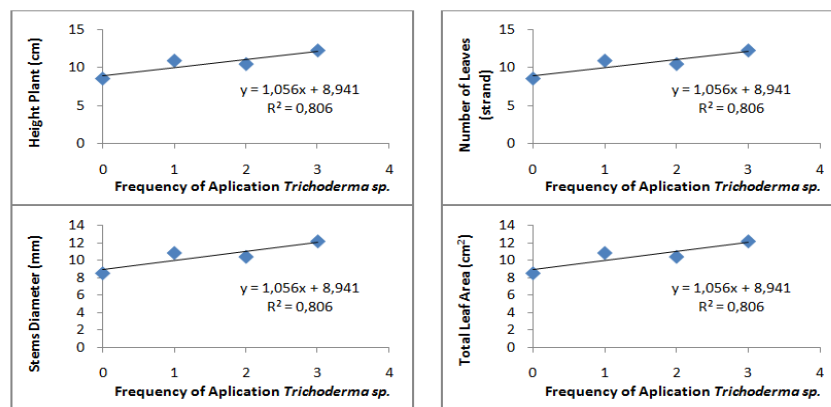 Height Plant (cm)
15
10
5
0
y = 1,056x + 8,941
R² = 0,806
0 1 2 3 4
Frequency of Aplication Trichoderma sp.
Number of Leaves
(strand)
15
10
5
0
y = 1,056x + 8,941
R² = 0,806
0 1 2 3 4
Frequency of Aplication Trichoderma sp.
Stems Diameter (mm)
14
12
10
8
6
4
2
0
y = 1,056x + 8,941
R² = 0,806
0 1 2 3 4
Frequency of Aplication Trichoderma sp.
Total Leaf Area (cm²)
14
12
10
8
6
4
2
0
y = 1,056x + 8,941
R² = 0,806
0 1 2 3 4
Frequency of Aplication Trichoderma sp.